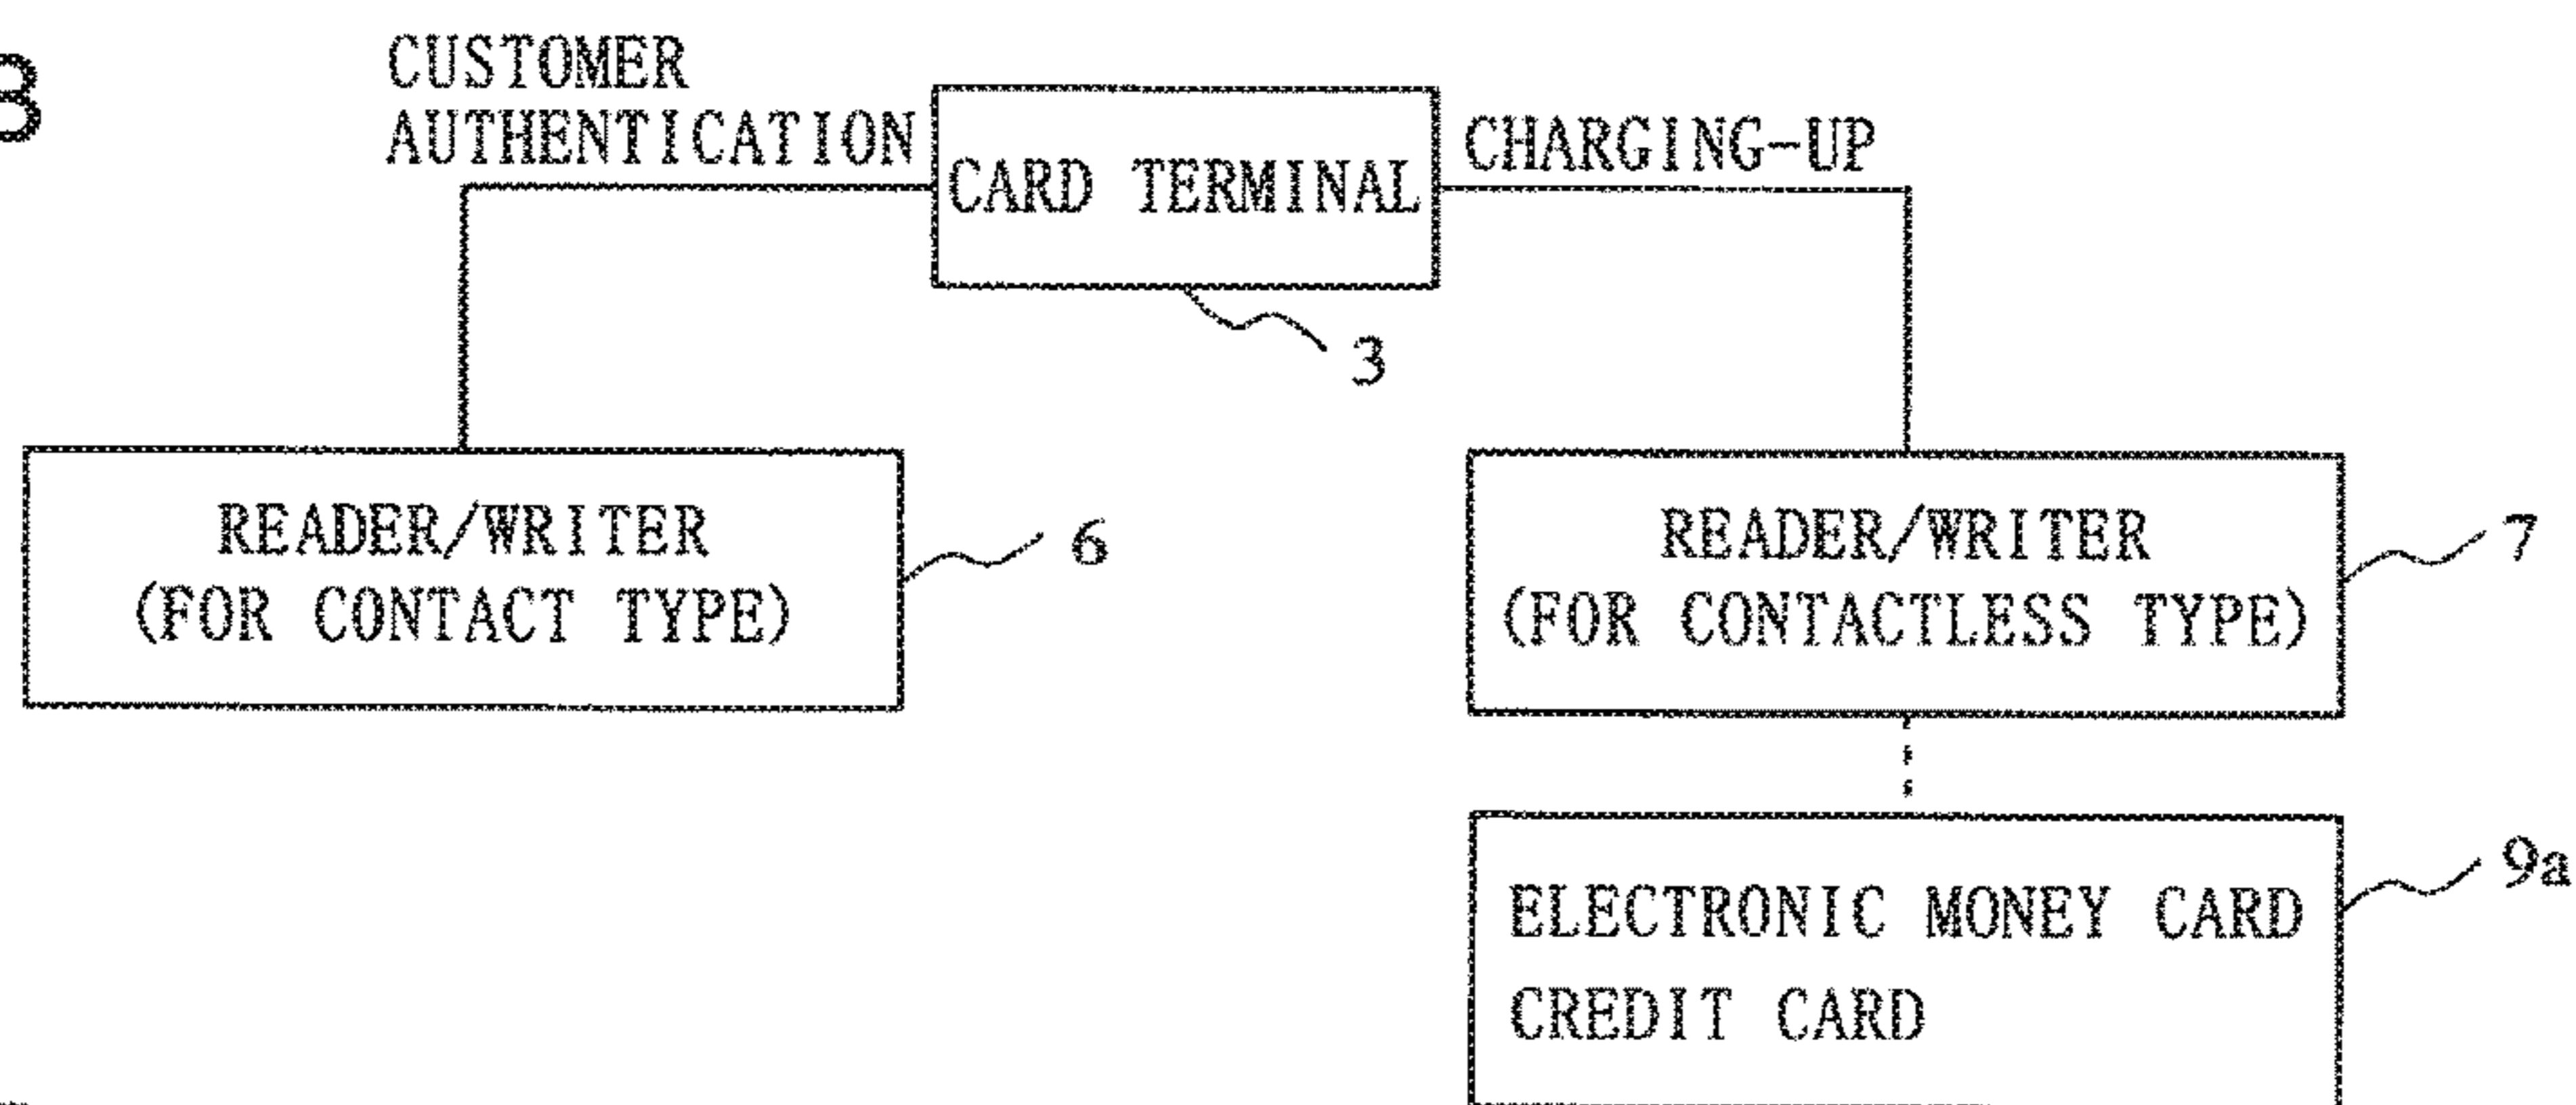 B
CUSTOMER
AUTHENTICATION
CARD TERMINAL
CHARGING-UP
3
READER/WRITER
(FOR CONTACT TYPE)
6
READER/WRITER
(FOR CONTACTLESS TYPE)
7
ELECTRONIC MONEY CARD
CREDIT CARD
9a